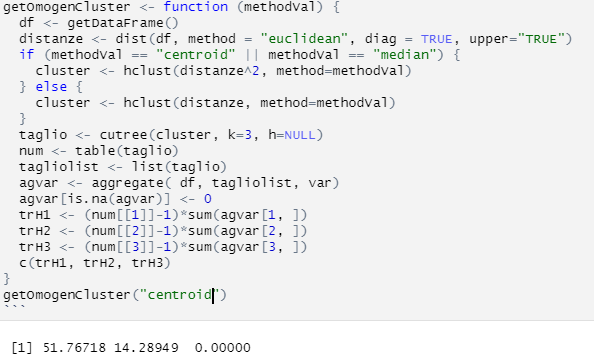 getOmogenCluster <- function (methodVal) {
  df <- getDataFrame()
  distanze <- dist(df, method = "euclidean", diag = TRUE, upper="TRUE")
  if (methodVal == "centroid" || methodVal == "median") {
    cluster <- hclust(distanze^2, method=methodVal)
  } else {
    cluster <- hclust(distanze, method=methodVal)
  }
  taglio <- cutree(cluster, k=3, h=NULL)
  num <- table(taglio)
  tagliolist <- list(taglio)
  agvar <- aggregate( df, tagliolist, var)
  agvar[is.na(agvar)] <- 0
  trH1 <- (num[[1]]-1)*sum(agvar[1, ])
  trH2 <- (num[[2]]-1)*sum(agvar[2, ])
  trH3 <- (num[[3]]-1)*sum(agvar[3, ])
  c(trH1, trH2, trH3)
}
getOmogenCluster("centroid")
```
[1] 51.76718 14.28949  0.00000